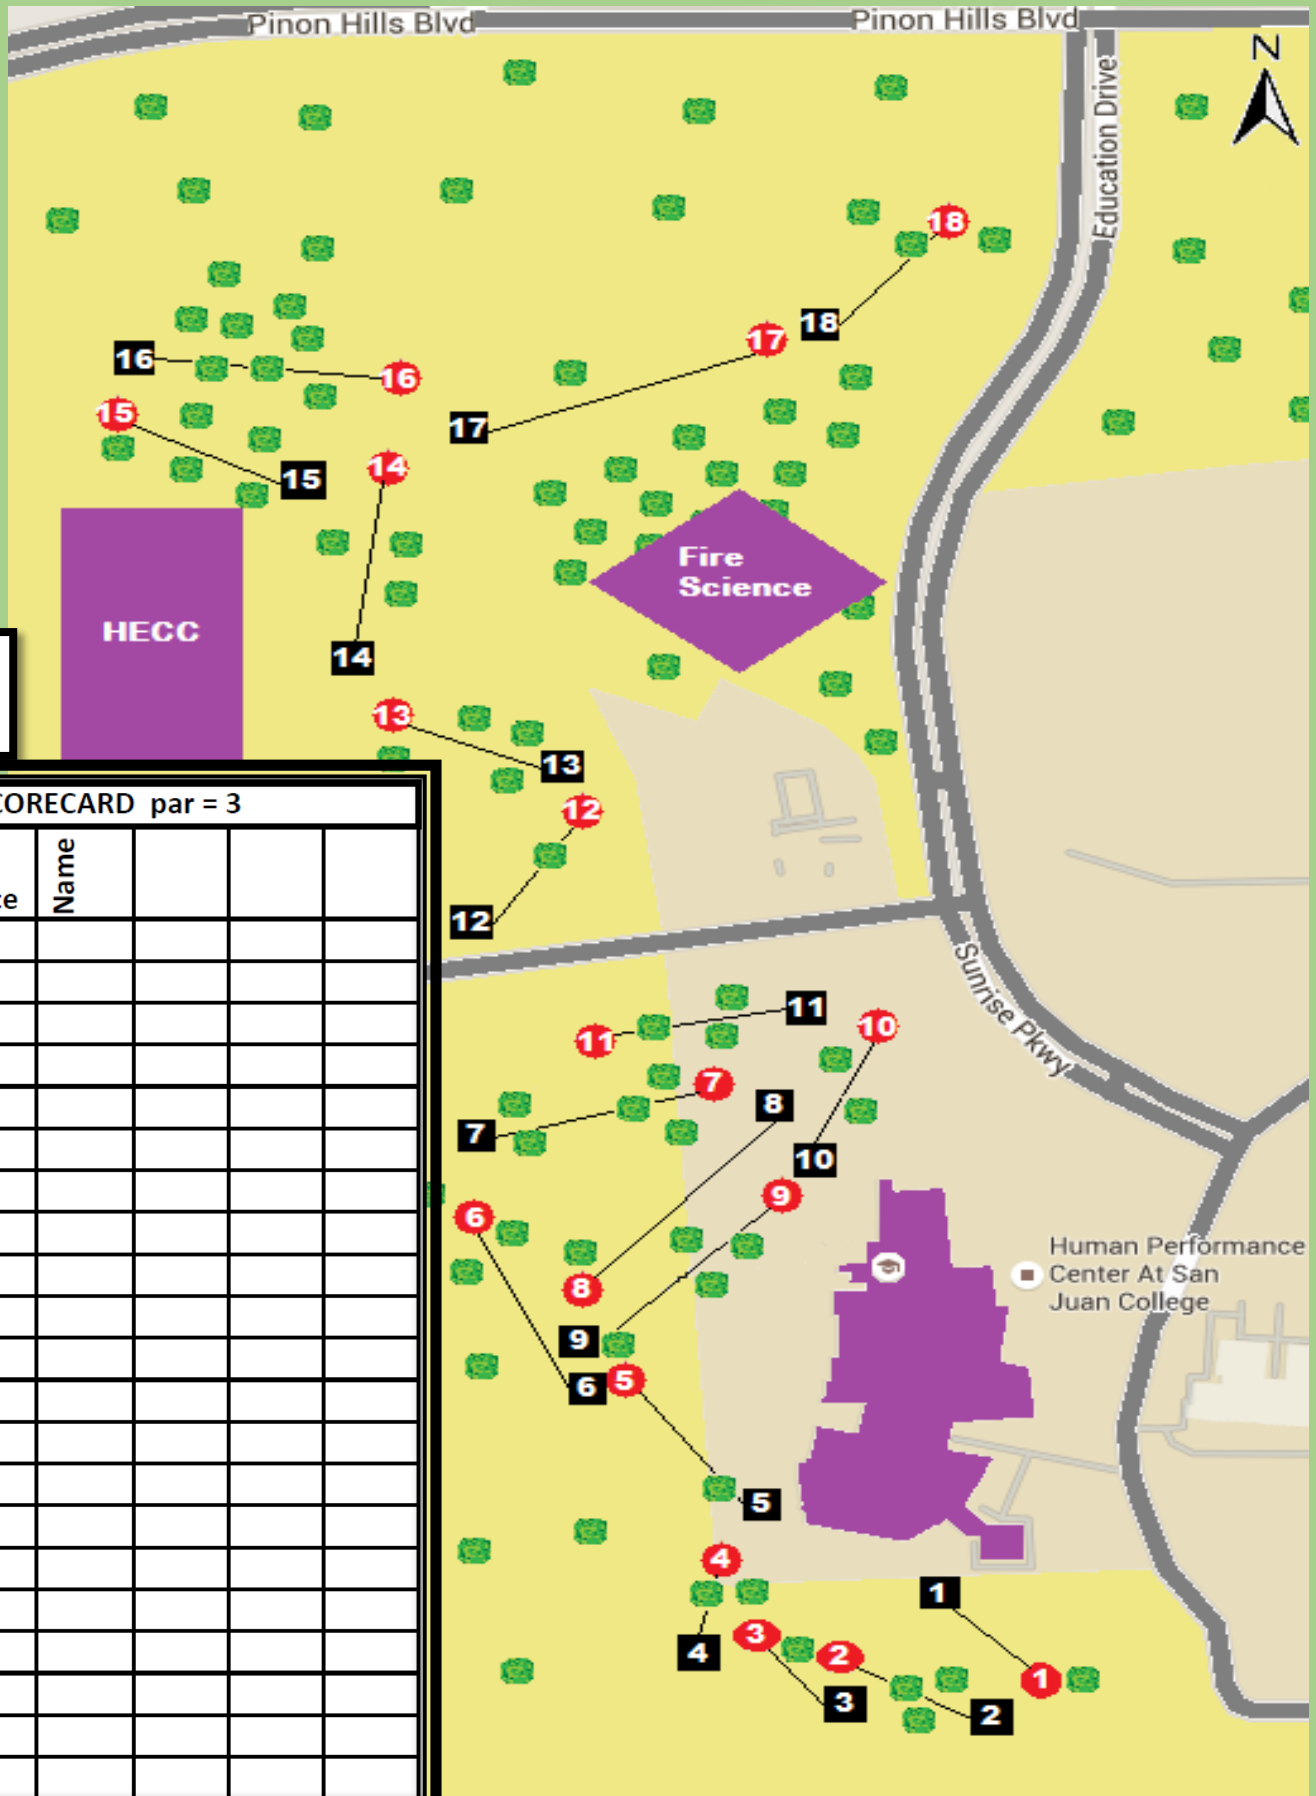 Pinon Hills Blvd
Pinon Hills Blvd
N
Education Drive
18
18
17
16
16
15
17
14
15
Fire
Science
HECC
14
13
13
12
CORECARD par = 3
Name
ce
12
Sunrise Pkwy
11
10
11
7
8
7
10
9
6
Human Performance
Center At San
Juan College
8
9
5
6
5
4
1
3
2
4
1
3
2